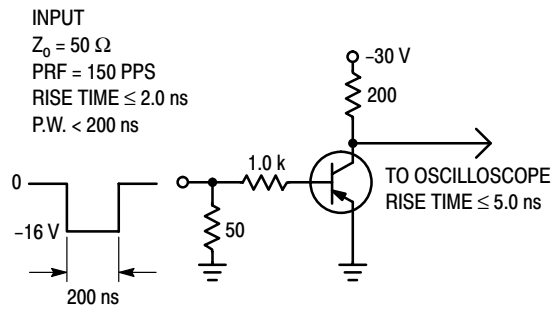 INPUT
Zo = 50 Ω
PRF = 150 PPS
RISE TIME ≤ 2.0 ns
P.W. < 200 ns
−30 V
200
1.0 k
TO OSCILLOSCOPE
RISE TIME ≤ 5.0 ns
0
50
−16 V
200 ns